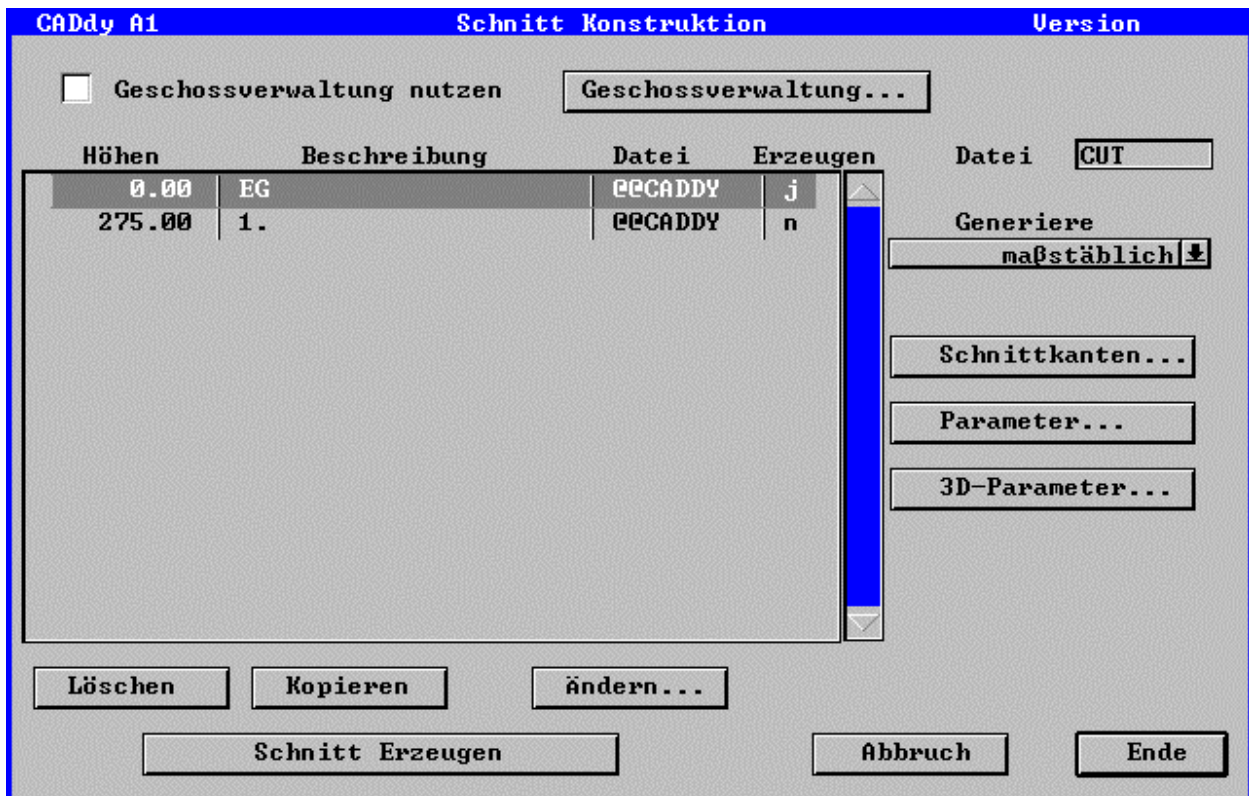 CADdy A1 Schnitt Konstruktion Version
Geschossverwaltung nutzen Geschossverwaltung...
Höhen Beschreibung Datei Erzeugen Datei CUT
0.00 EG @@CADDY j
275.00 1. @@CADDY n Generiere
maßstäblich
Schnittkanten...
Parameter...
3D-Parameter...
Löschen Kopieren Ändern...
Schnitt Erzeugen Abbruch Ende